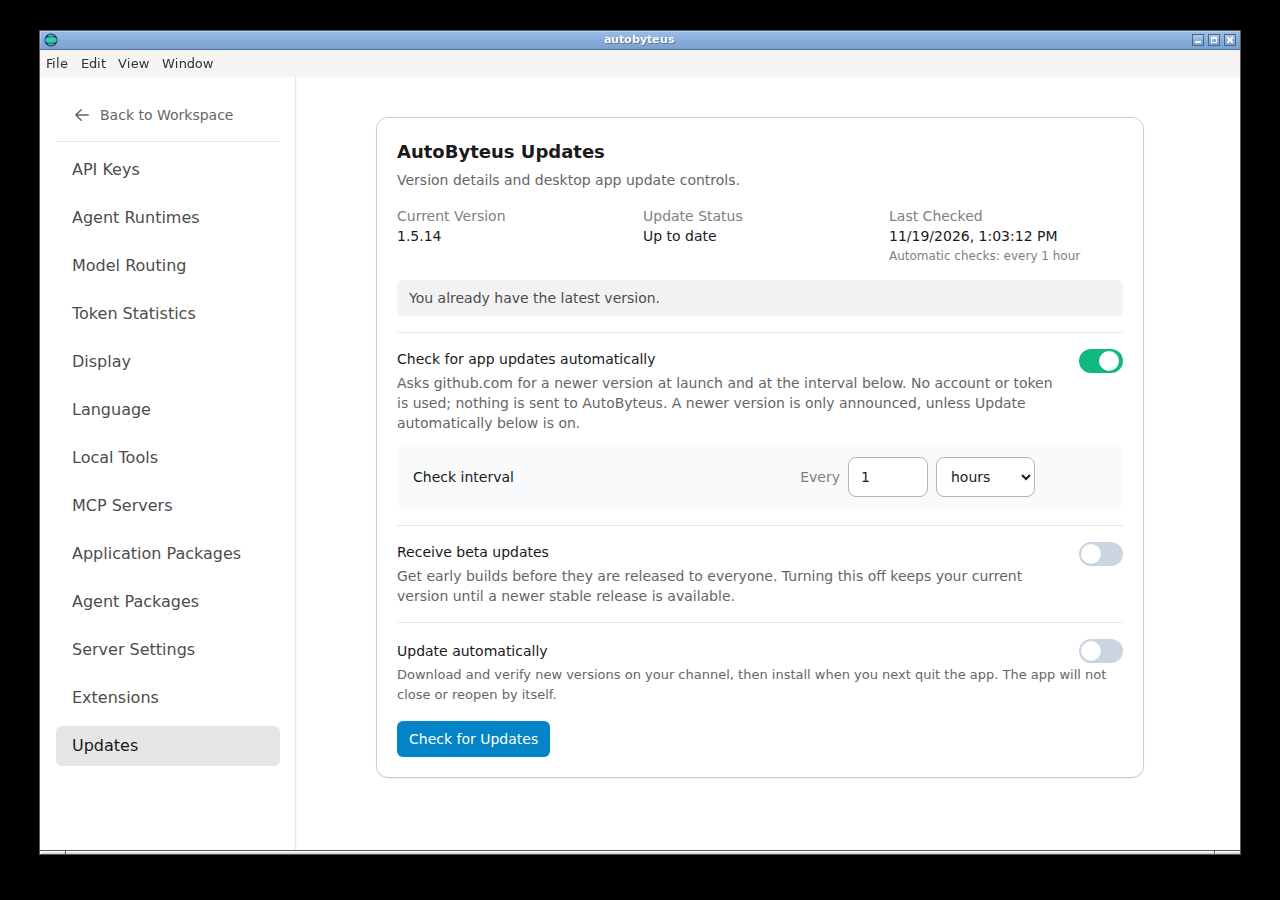 autobyteus
File Edit View Window
Back to Workspace
API Keys
Agent Runtimes
Model Routing
Token Statistics
Display
Language
Local Tools
MCP Servers
Application Packages
Agent Packages
Server Settings
Extensions
Updates
AutoByteus Updates
Version details and desktop app update controls.
Current Version
1.5.14
Update Status
Up to date
Last Checked
11/19/2026, 1:03:12 PM
Automatic checks: every 1 hour
You already have the latest version.
Check for app updates automatically
Asks github.com for a newer version at launch and at the interval below. No account or token
is used; nothing is sent to AutoByteus. A newer version is only announced, unless Update
automatically below is on.
Check interval Every 1 hours
Receive beta updates
Get early builds before they are released to everyone. Turning this off keeps your current
version until a newer stable release is available.
Update automatically
Download and verify new versions on your channel, then install when you next quit the app. The app will not
close or reopen by itself.
Check for Updates